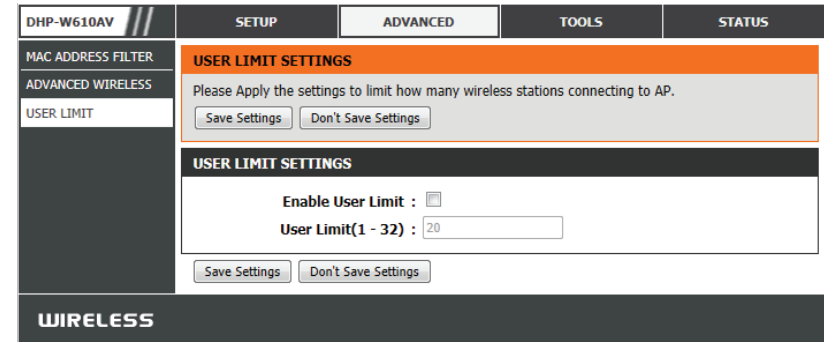 DHP-W610AV
SETUP
ADVANCED
TOOLS
STATUS
MAC ADDRESS FILTER
ADVANCED WIRELESS
USER LIMIT
USER LIMIT SETTINGS
Please Apply the settings to limit how many wireless stations connecting to AP.
Save Settings Don't Save Settings
USER LIMIT SETTINGS
Enable User Limit :
User Limit(1 - 32) : 20
Save Settings Don't Save Settings
WIRELESS